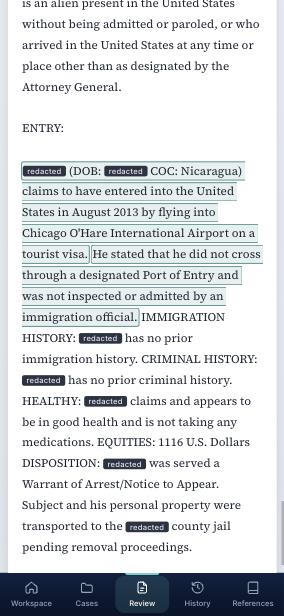 is an alien present in the United States
without being admitted or paroled, or who
arrived in the United States at any time or
place other than as designated by the
Attorney General.
ENTRY:
redacted (DOB: redacted COC: Nicaragua)
claims to have entered into the United
States in August 2013 by flying into
Chicago O'Hare International Airport on a
tourist visa. He stated that he did not cross
through a designated Port of Entry and
was not inspected or admitted by an
immigration official. IMMIGRATION
HISTORY: redacted has no prior
immigration history. CRIMINAL HISTORY:
redacted has no prior criminal history.
HEALTHY: redacted claims and appears to
be in good health and is not taking any
medications. EQUITIES: 1116 U.S. Dollars
DISPOSITION: redacted was served a
Warrant of Arrest/Notice to Appear.
Subject and his personal property were
transported to the redacted county jail
pending removal proceedings.
Workspace Cases Review History References